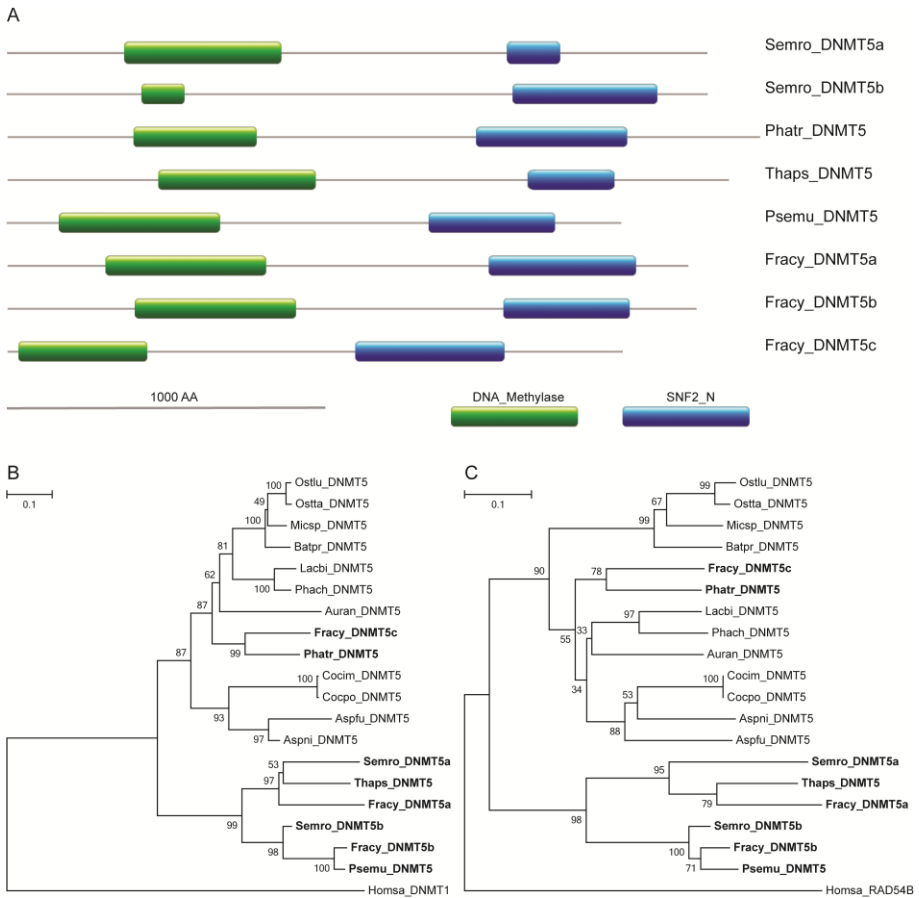 A
Semro_DNMT5a
Semro_DNMT5b
Phatr_DNMT5
Thaps_DNMT5
Psemu_DNMT5
Fracy_DNMT5a
Fracy_DNMT5b
Fracy_DNMT5c
1000 AA
DNA_Methylase
SNF2_N
B
0.1
100 Ostlu_DNMT5
Ostta_DNMT5
49
100 Micsp_DNMT5
Batpr_DNMT5
81
Lacbi_DNMT5
100 Phach_DNMT5
62
Auran_DNMT5
87
Fracy_DNMT5c
99 Phatr_DNMT5
87
100 Cocim_DNMT5
Cocpo_DNMT5
93
Aspfu_DNMT5
97 Aspni_DNMT5
53 Semro_DNMT5a
97 Thaps_DNMT5
Fracy_DNMT5a
99
Semro_DNMT5b
98 Fracy_DNMT5b
100 Psemu_DNMT5
Homsa_DNMT1
C
0.1
99 Ostlu_DNMT5
Ostta_DNMT5
67
Micsp_DNMT5
99
Batpr_DNMT5
90
78 Fracy_DNMT5c
Phatr_DNMT5
55
97 Lacbi_DNMT5
Phach_DNMT5
33
Auran_DNMT5
34
100 Cocim_DNMT5
Cocpo_DNMT5
53
Aspni_DNMT5
88 Aspfu_DNMT5
95 Semro_DNMT5a
Thaps_DNMT5
79 Fracy_DNMT5a
98
Semro_DNMT5b
100 Fracy_DNMT5b
71 Psemu_DNMT5
Homsa_RAD54B